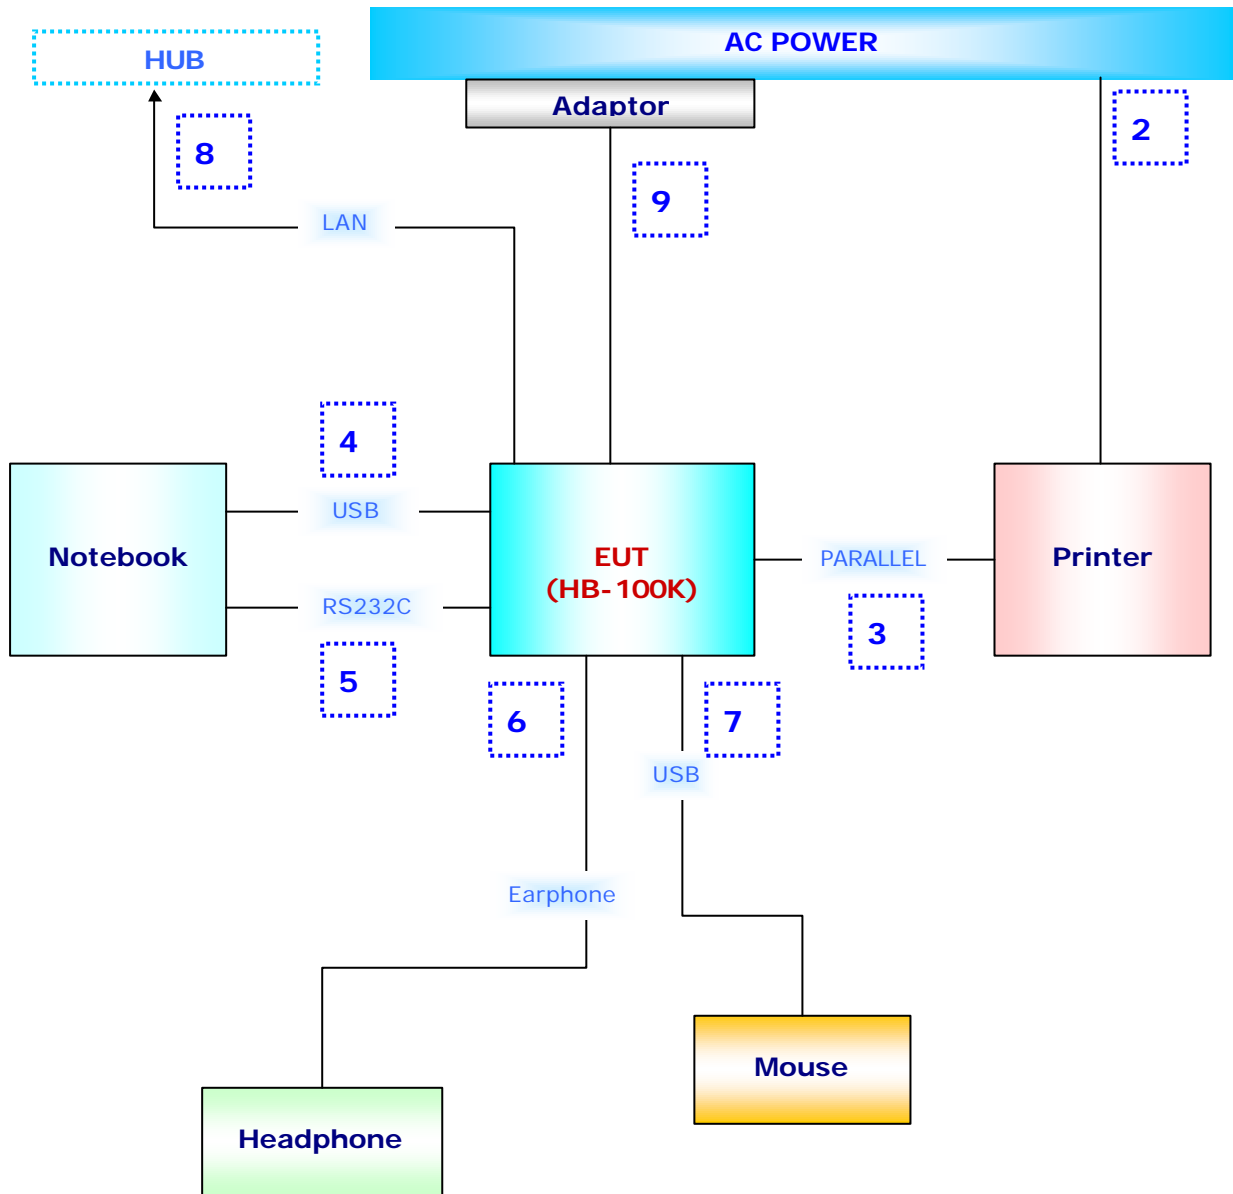 AC POWER
HUB
Adaptor
2
8
9
LAN
4
USB
Notebook
EUT
(HB-100K)
PARALLEL
Printer
RS232C
3
5
6
7
USB
Earphone
Mouse
Headphone